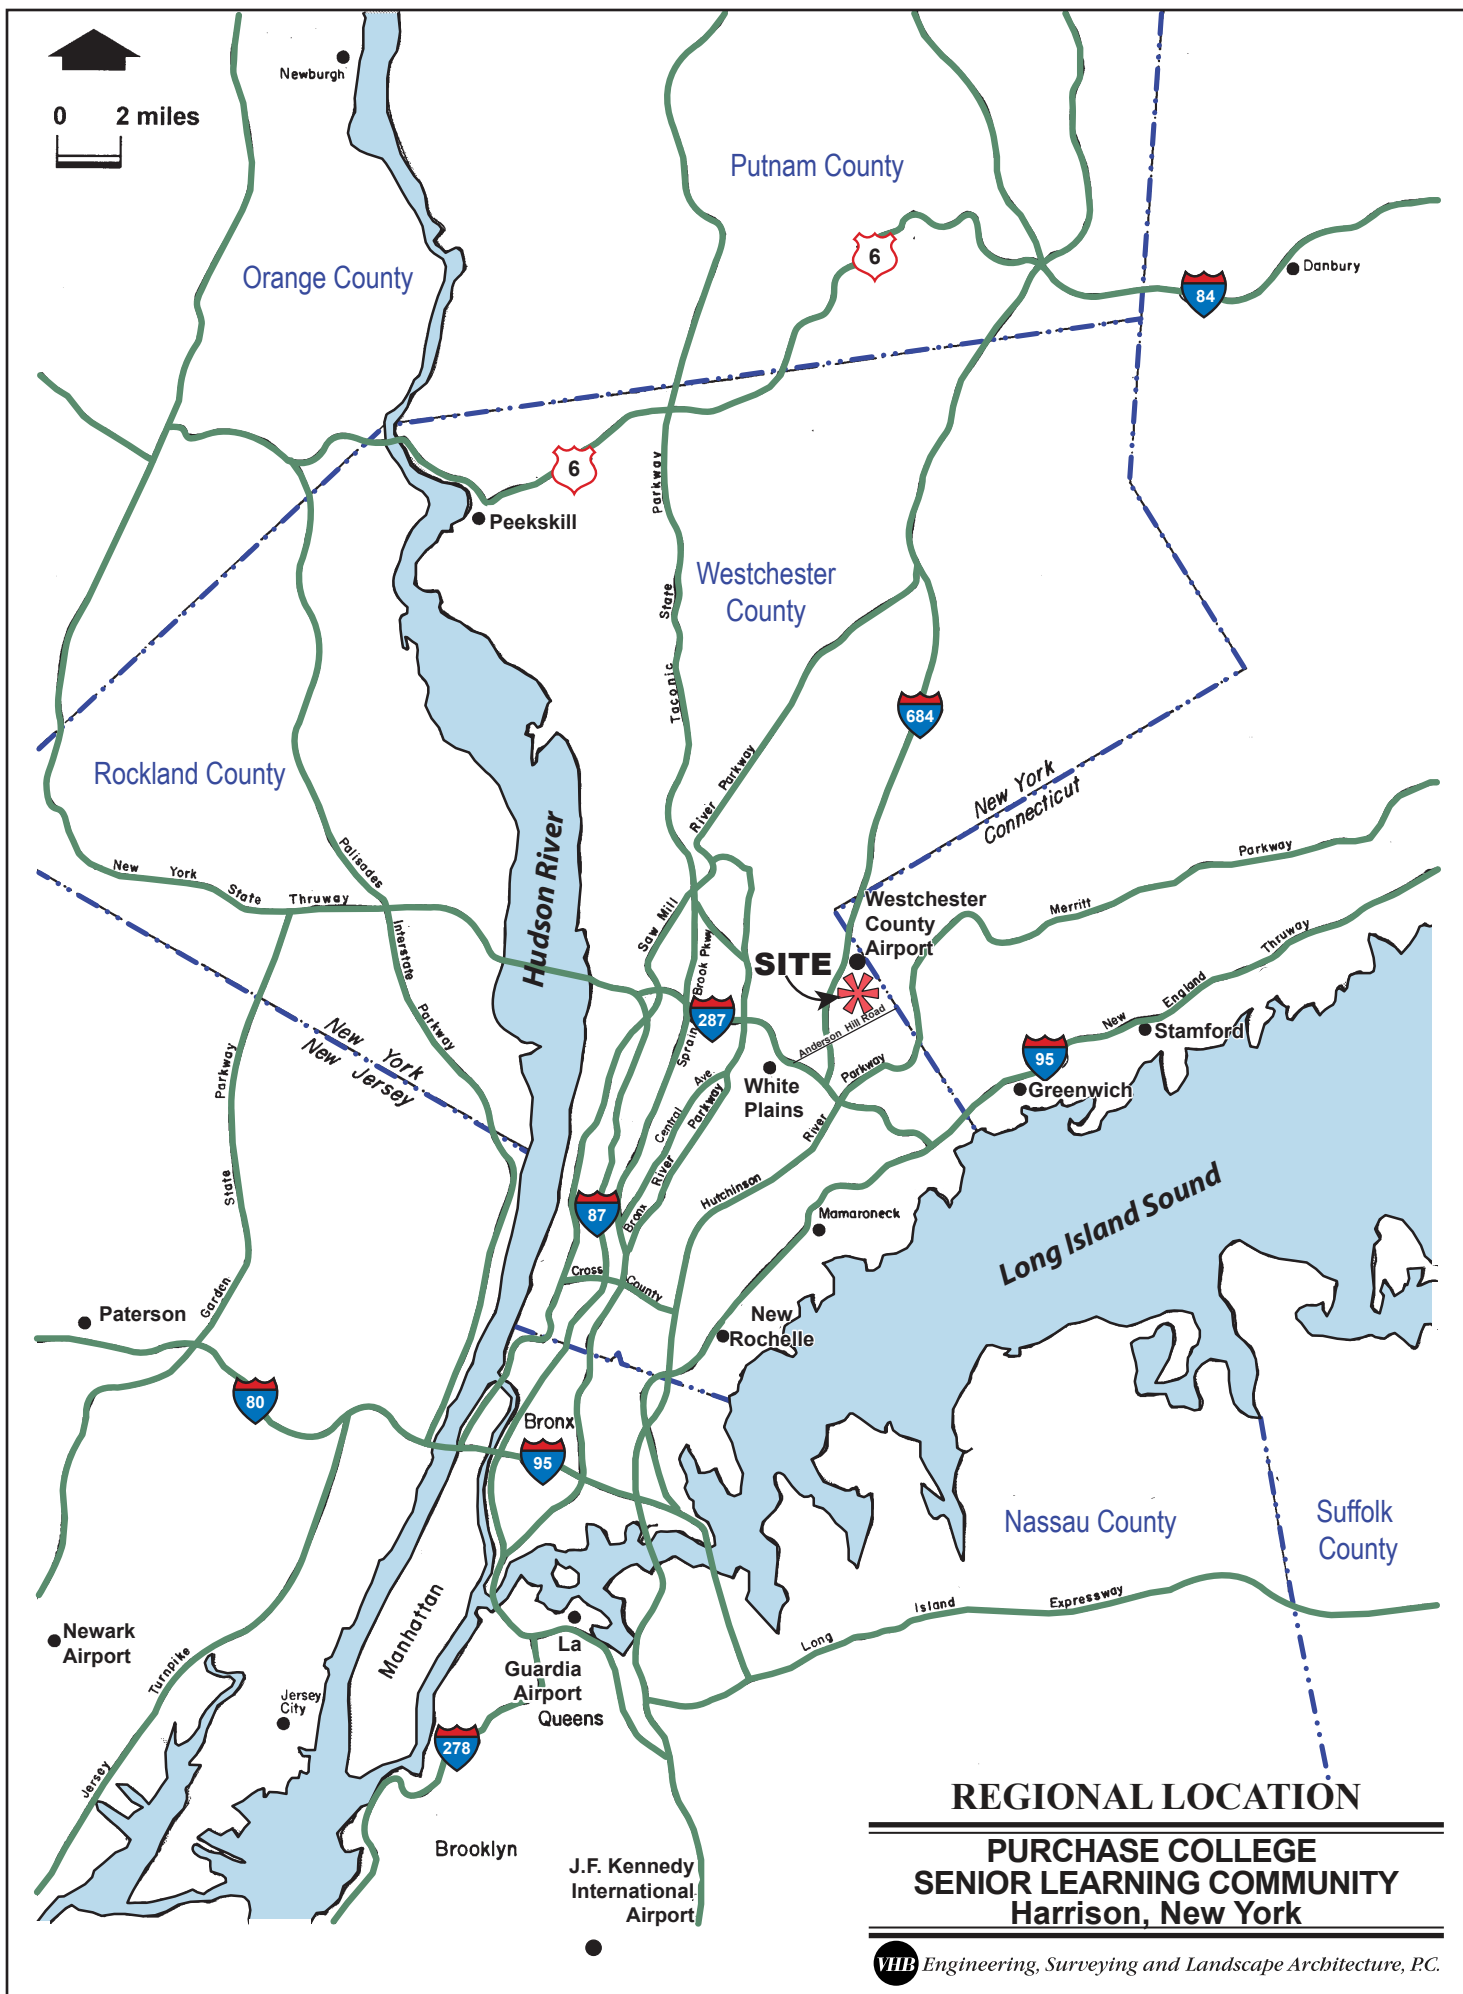 Newburgh
0 2 miles
Putnam County
6
Orange County
84
Danbury
6
Parkway
Peekskill
Westchester
County
State
Taconic
684
River Parkway
Rockland County
New York
Connecticut
Hudson River
Palisades
Interstate
Parkway
New York State Thruway
Parkway
Merritt
Westchester
County
Airport
Saw Mill
Sprain Brook Pkwy
SITE
287
Anderson Hill Road
New England Thruway
Stamford
95
Greenwich
New York
New Jersey
Parkway
State
Garden
White
Plains
Central Ave.
Bronx River Parkway
Hutchinson River Parkway
87
Mamaroneck
Long Island Sound
Cross County
New
Rochelle
Paterson
80
Bronx
95
Nassau County
Suffolk
County
Manhattan
Long Island Expressway
Newark
Airport
La
Guardia
Airport
Queens
Jersey
City
Jersey Turnpike
278
Brooklyn
J.F. Kennedy
International
Airport
REGIONAL LOCATION
PURCHASE COLLEGE
SENIOR LEARNING COMMUNITY
Harrison, New York
VHB Engineering, Surveying and Landscape Architecture, P.C.